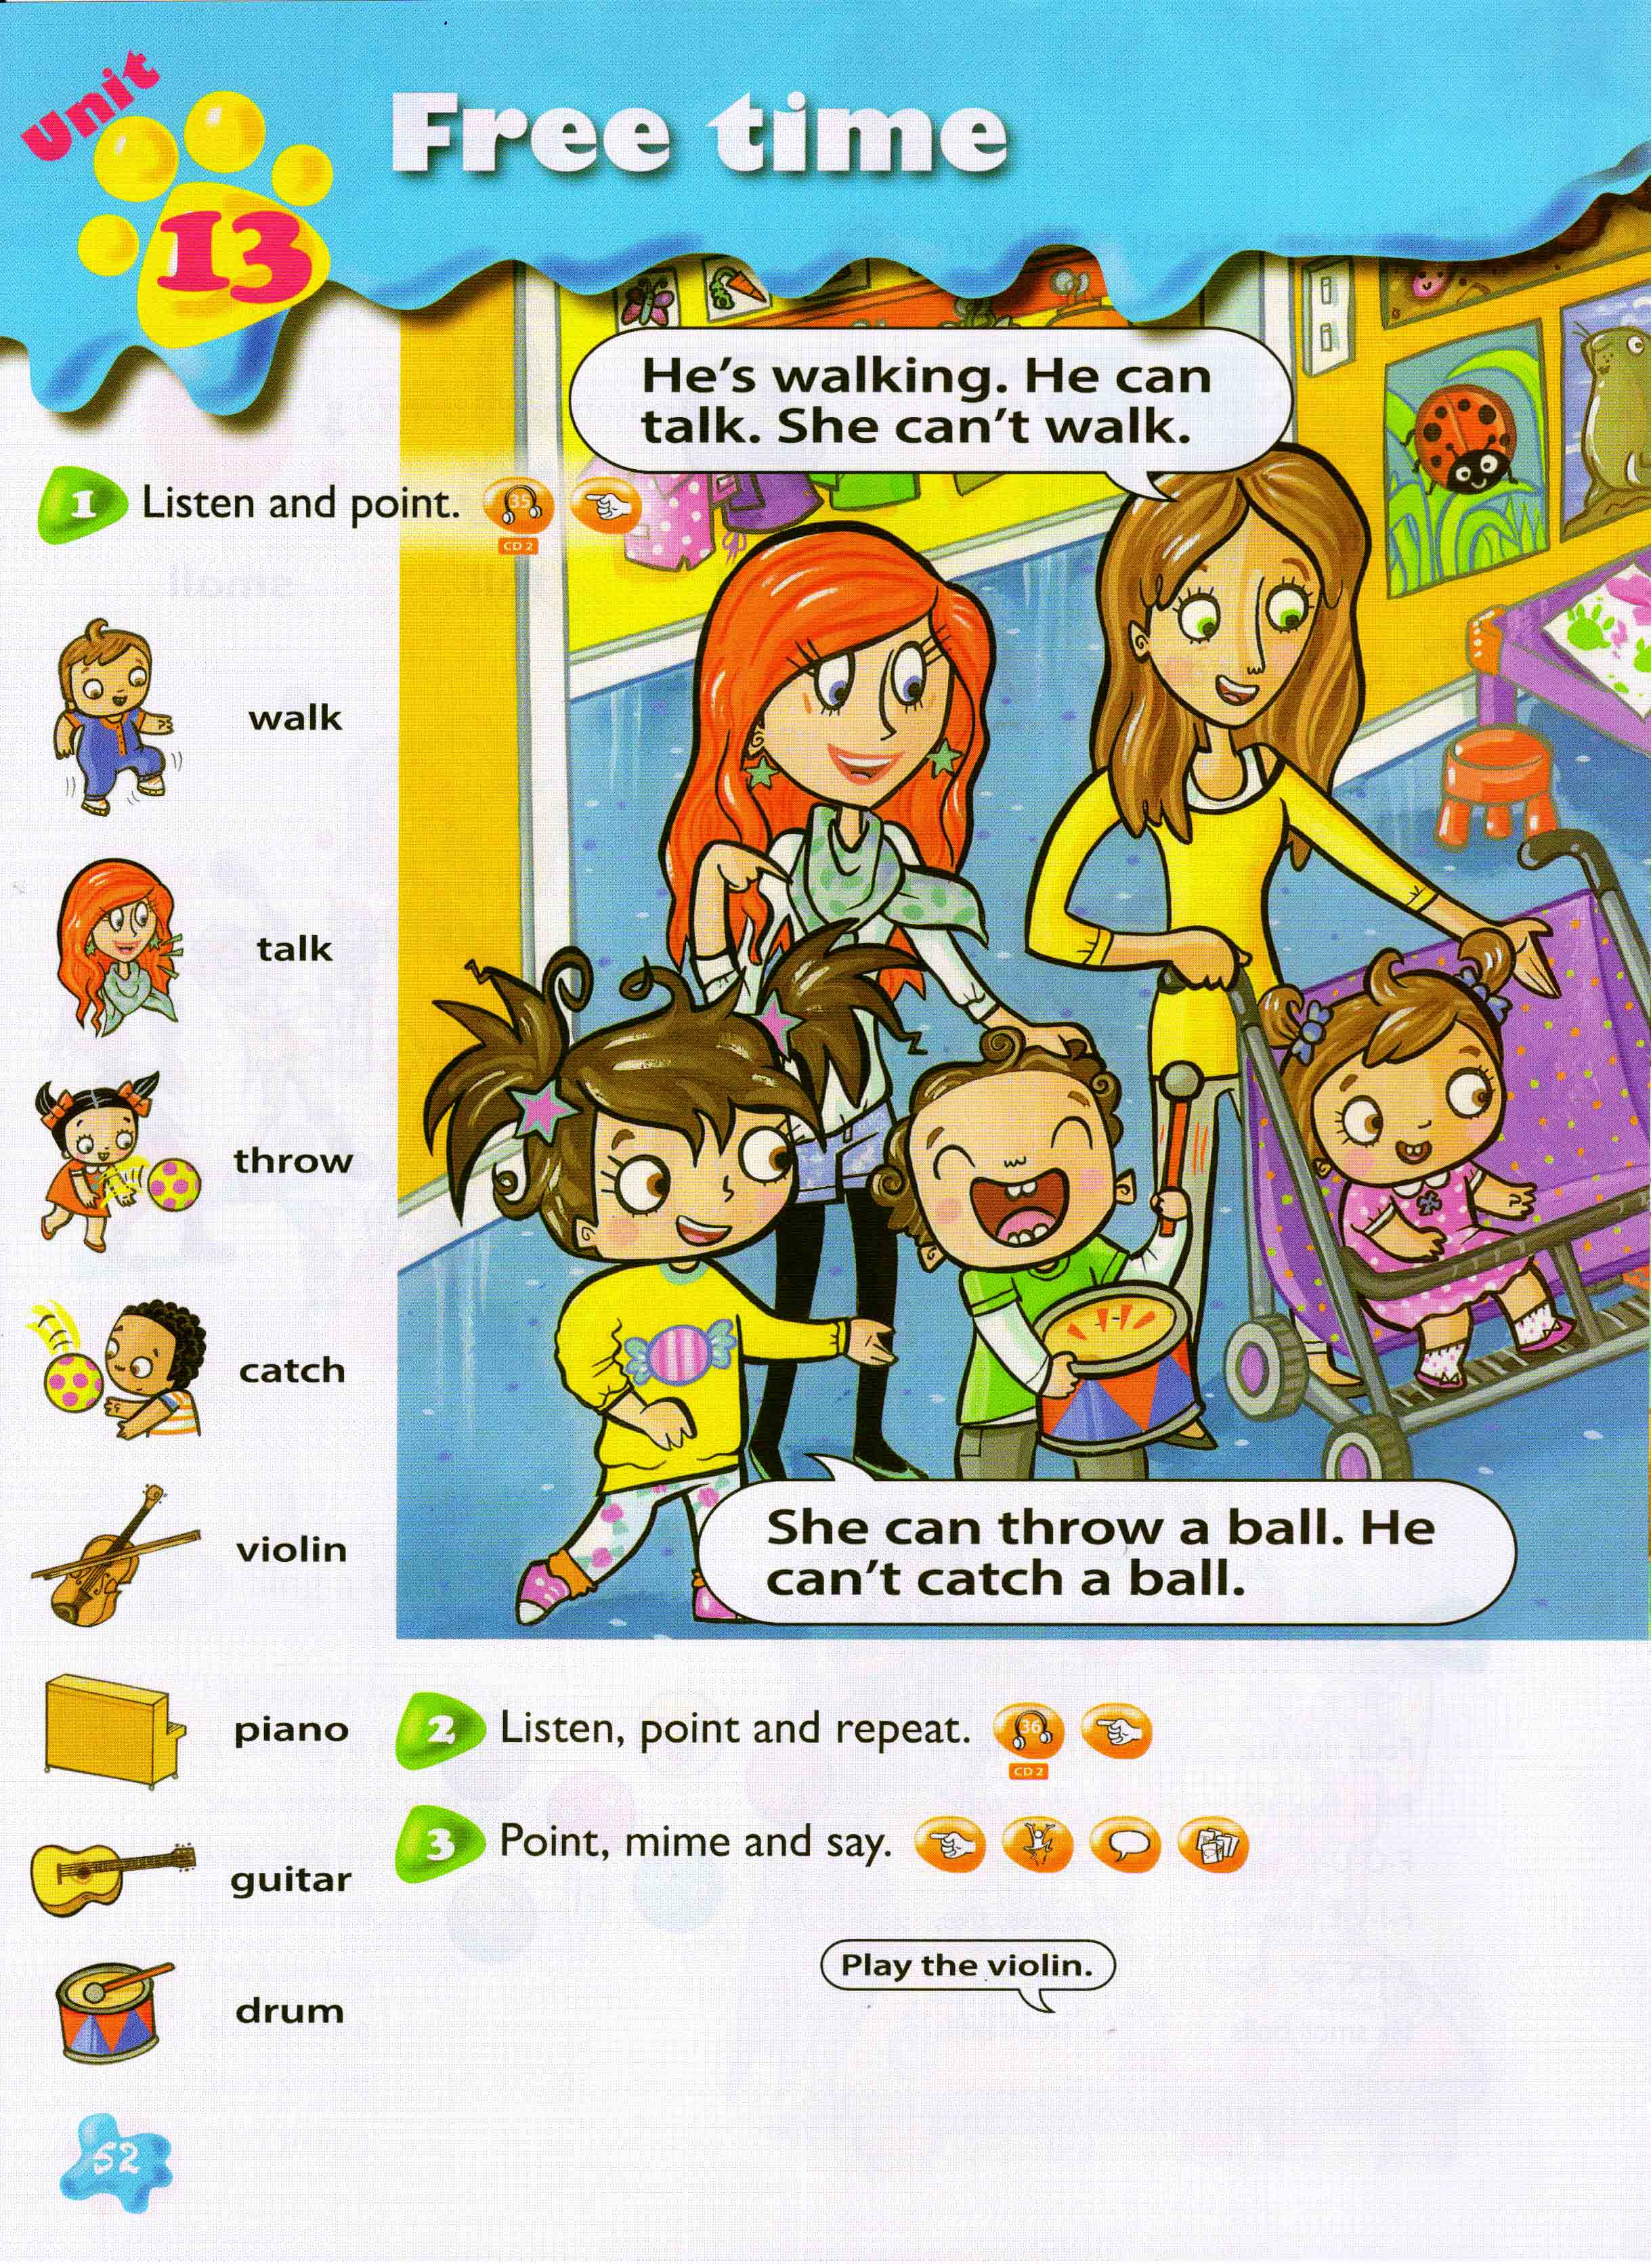 Unit
13
Free time
He's walking. He can
talk. She can't walk.
1 Listen and point.
35
CD 2
walk
talk
throw
catch
violin
piano
guitar
drum
She can throw a ball. He
can't catch a ball.
2 Listen, point and repeat.
36
CD 2
3 Point, mime and say.
Play the violin.
52